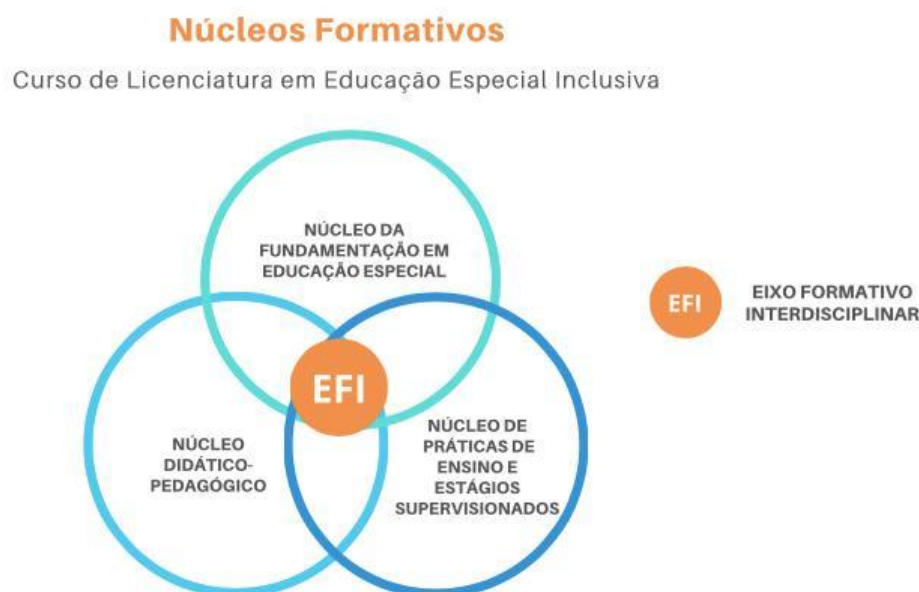 Núcleos Formativos
Curso de Licenciatura em Educação Especial Inclusiva
NÚCLEO DA
FUNDAMENTAÇÃO EM
EDUCAÇÃO ESPECIAL
EFI
NÚCLEO
DIDÁTICO-
PEDAGÓGICO
NÚCLEO DE
PRÁTICAS DE
ENSINO E
ESTÁGIOS
SUPERVISIONADOS
EFI
EIXO FORMATIVO
INTERDISCIPLINAR